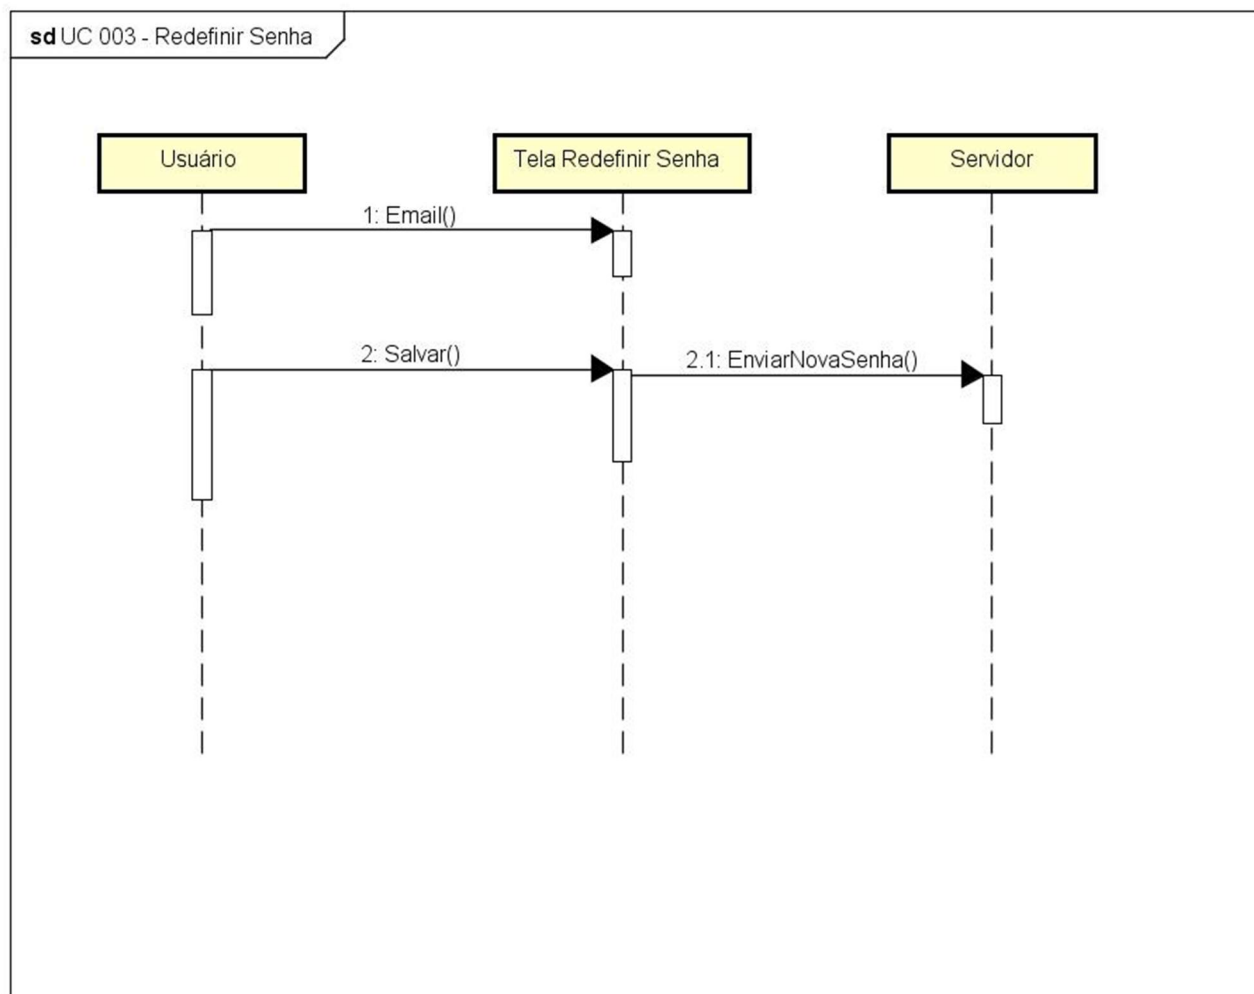 sd UC 003 - Redefinir Senha
Usuário
Tela Redefinir Senha
Servidor
1: Email()
2: Salvar()
2.1: EnviarNovaSenha()